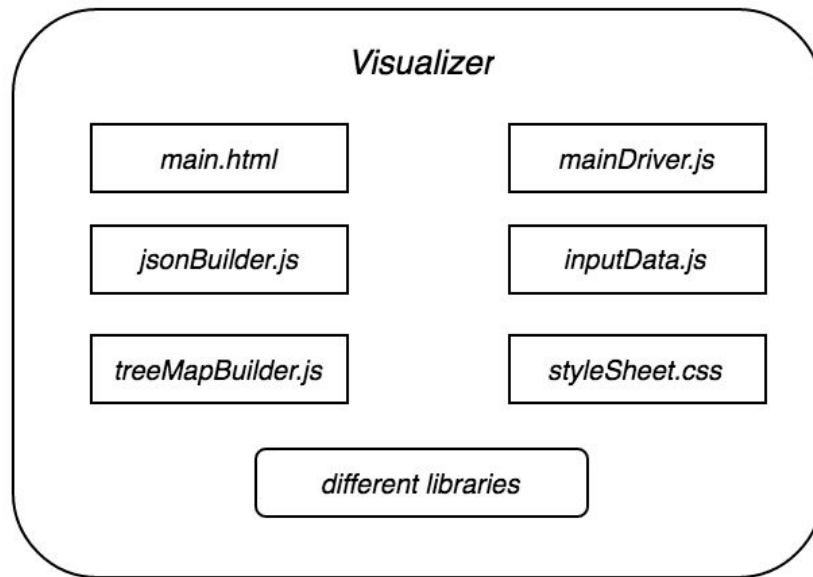 Visualizer
main.html
mainDriver.js
jsonBuilder.js
inputData.js
treeMapBuilder.js
styleSheet.css
different libraries